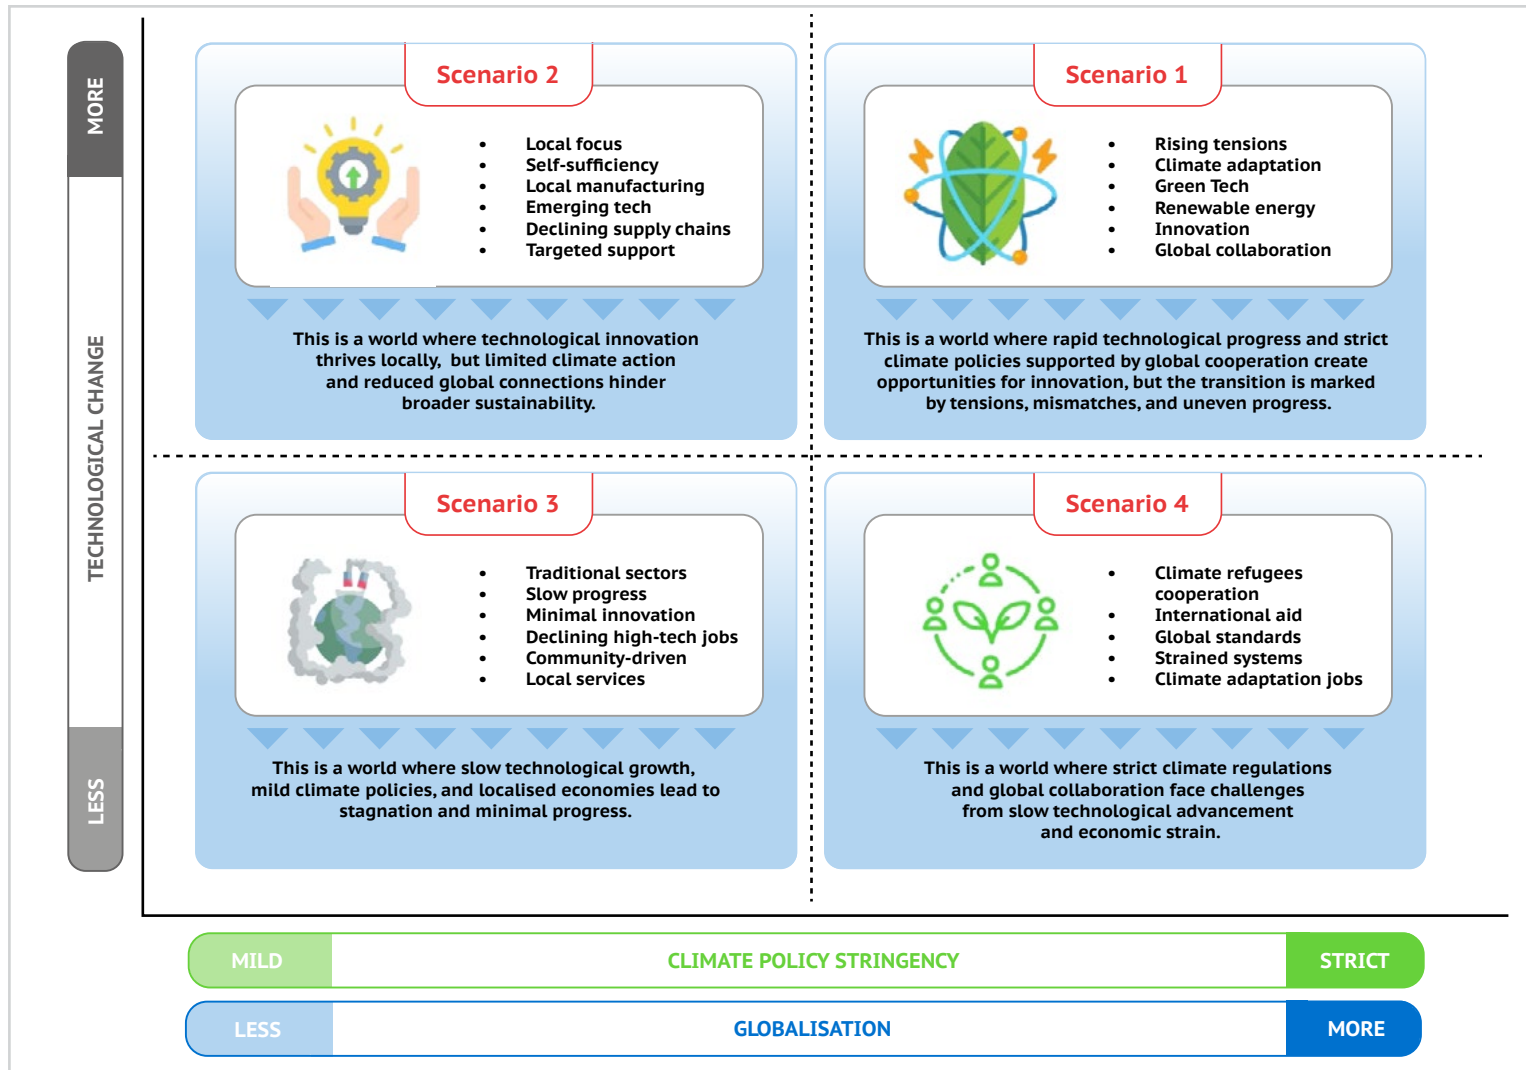 MORE
TECHNOLOGICAL CHANGE
LESS
Scenario 2
• Local focus
• Self-sufficiency
• Local manufacturing
• Emerging tech
• Declining supply chains
• Targeted support
This is a world where technological innovation
thrives locally, but limited climate action
and reduced global connections hinder
broader sustainability.
Scenario 1
• Rising tensions
• Climate adaptation
• Green Tech
• Renewable energy
• Innovation
• Global collaboration
This is a world where rapid technological progress and strict
climate policies supported by global cooperation create
opportunities for innovation, but the transition is marked
by tensions, mismatches, and uneven progress.
Scenario 3
• Traditional sectors
• Slow progress
• Minimal innovation
• Declining high-tech jobs
• Community-driven
• Local services
This is a world where slow technological growth,
mild climate policies, and localised economies lead to
stagnation and minimal progress.
Scenario 4
• Climate refugees
cooperation
• International aid
• Global standards
• Strained systems
• Climate adaptation jobs
This is a world where strict climate regulations
and global collaboration face challenges
from slow technological advancement
and economic strain.
MILD CLIMATE POLICY STRINGENCY STRICT
LESS GLOBALISATION MORE